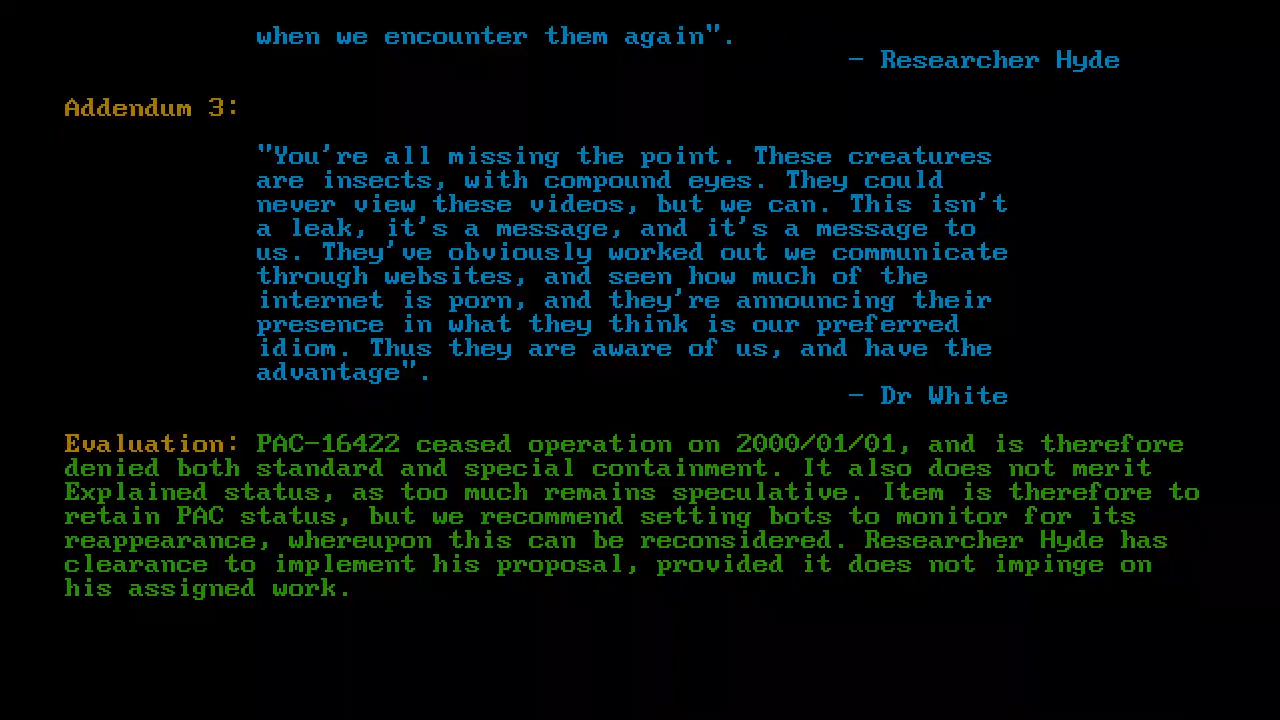 when we encounter them again".
– Researcher Hyde
Addendum 3:
"You're all missing the point. These creatures
are insects, with compound eyes. They could
never view these videos, but we can. This isn't
a leak, it's a message, and it's a message to
us. They've obviously worked out we communicate
through websites, and seen how much of the
internet is porn, and they're announcing their
presence in what they think is our preferred
idiom. Thus they are aware of us, and have the
advantage".
– Dr White
Evaluation: PAC–16422 ceased operation on 2000/01/01, and is therefore
denied both standard and special containment. It also does not merit
Explained status, as too much remains speculative. Item is therefore to
retain PAC status, but we recommend setting bots to monitor for its
reappearance, whereupon this can be reconsidered. Researcher Hyde has
clearance to implement his proposal, provided it does not impinge on
his assigned work.